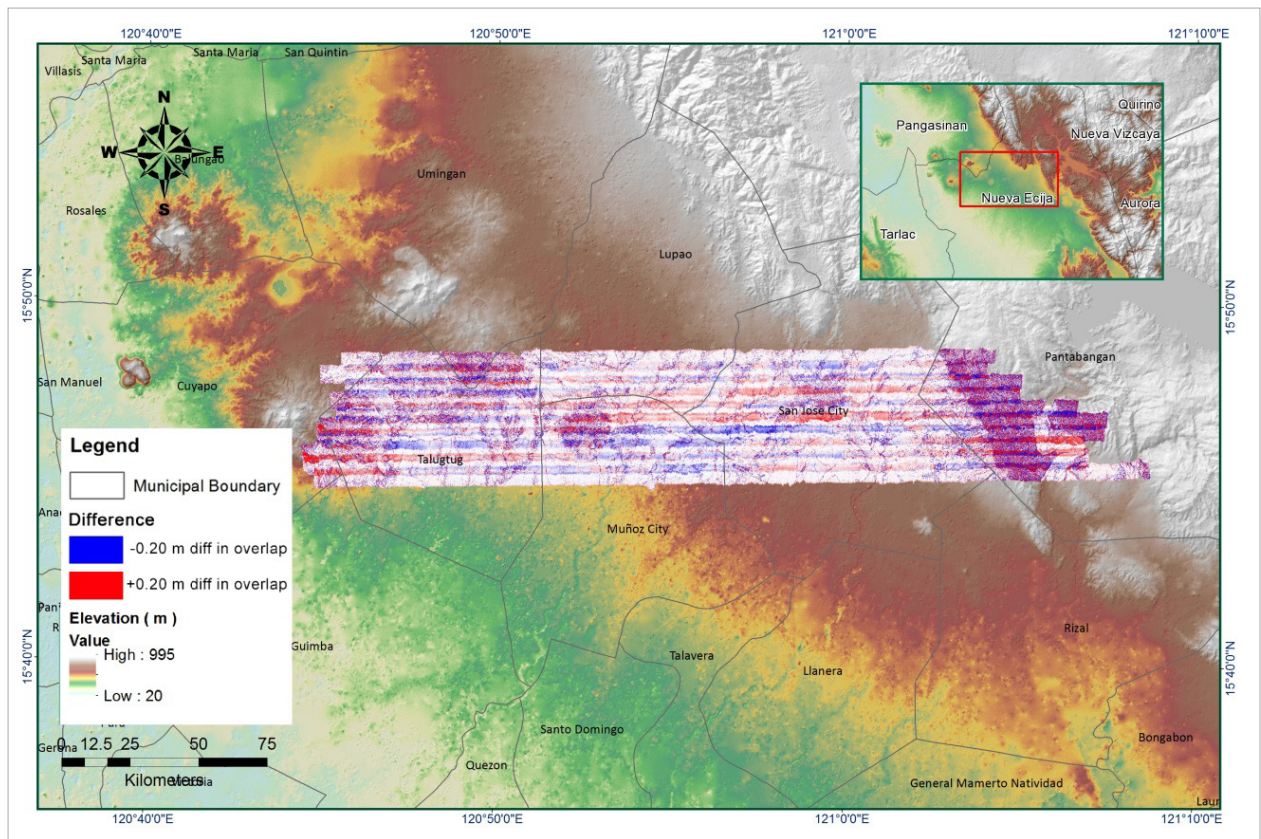 120°40'0"E
120°50'0"E
121°0'0"E
121°10'0"E
Santa Maria
San Quintin
Santa Maria
Villasis
N
W
E
S
Balungao
Rosales
Umingan
Lupao
Quirino
Pangasinan
Nueva Vizcaya
Nueva Ecija
Aurora
Tarlac
15°50'0"N
15°50'0"N
San Manuel
Cuyapo
Pantabangan
San Jose City
Talugtug
Muñoz City
Legend
Municipal Boundary
Difference
-0.20 m diff in overlap
+0.20 m diff in overlap
Elevation ( m )
Value
High : 995
Low : 20
Guimba
Talavera
Llanera
Rizal
15°40'0"N
15°40'0"N
Santo Domingo
Quezon
Bongabon
General Mamerto Natividad
Gerona
0 12.5 25 50 75
Kilometers
120°40'0"E
120°50'0"E
121°0'0"E
121°10'0"E